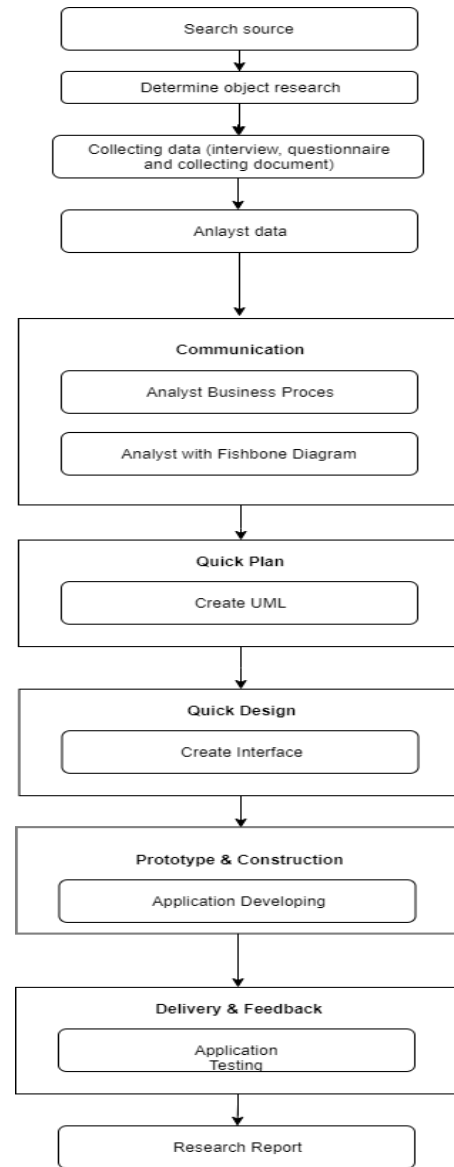 Search source
Determine object research
Collecting data (interview, questionnaire
and collecting document)
Anlayst data
Communication
Analyst Business Proces
Analyst with Fishbone Diagram
Quick Plan
Create UML
Quick Design
Create Interface
Prototype & Construction
Application Developing
Delivery & Feedback
Application
Testing
Research Report